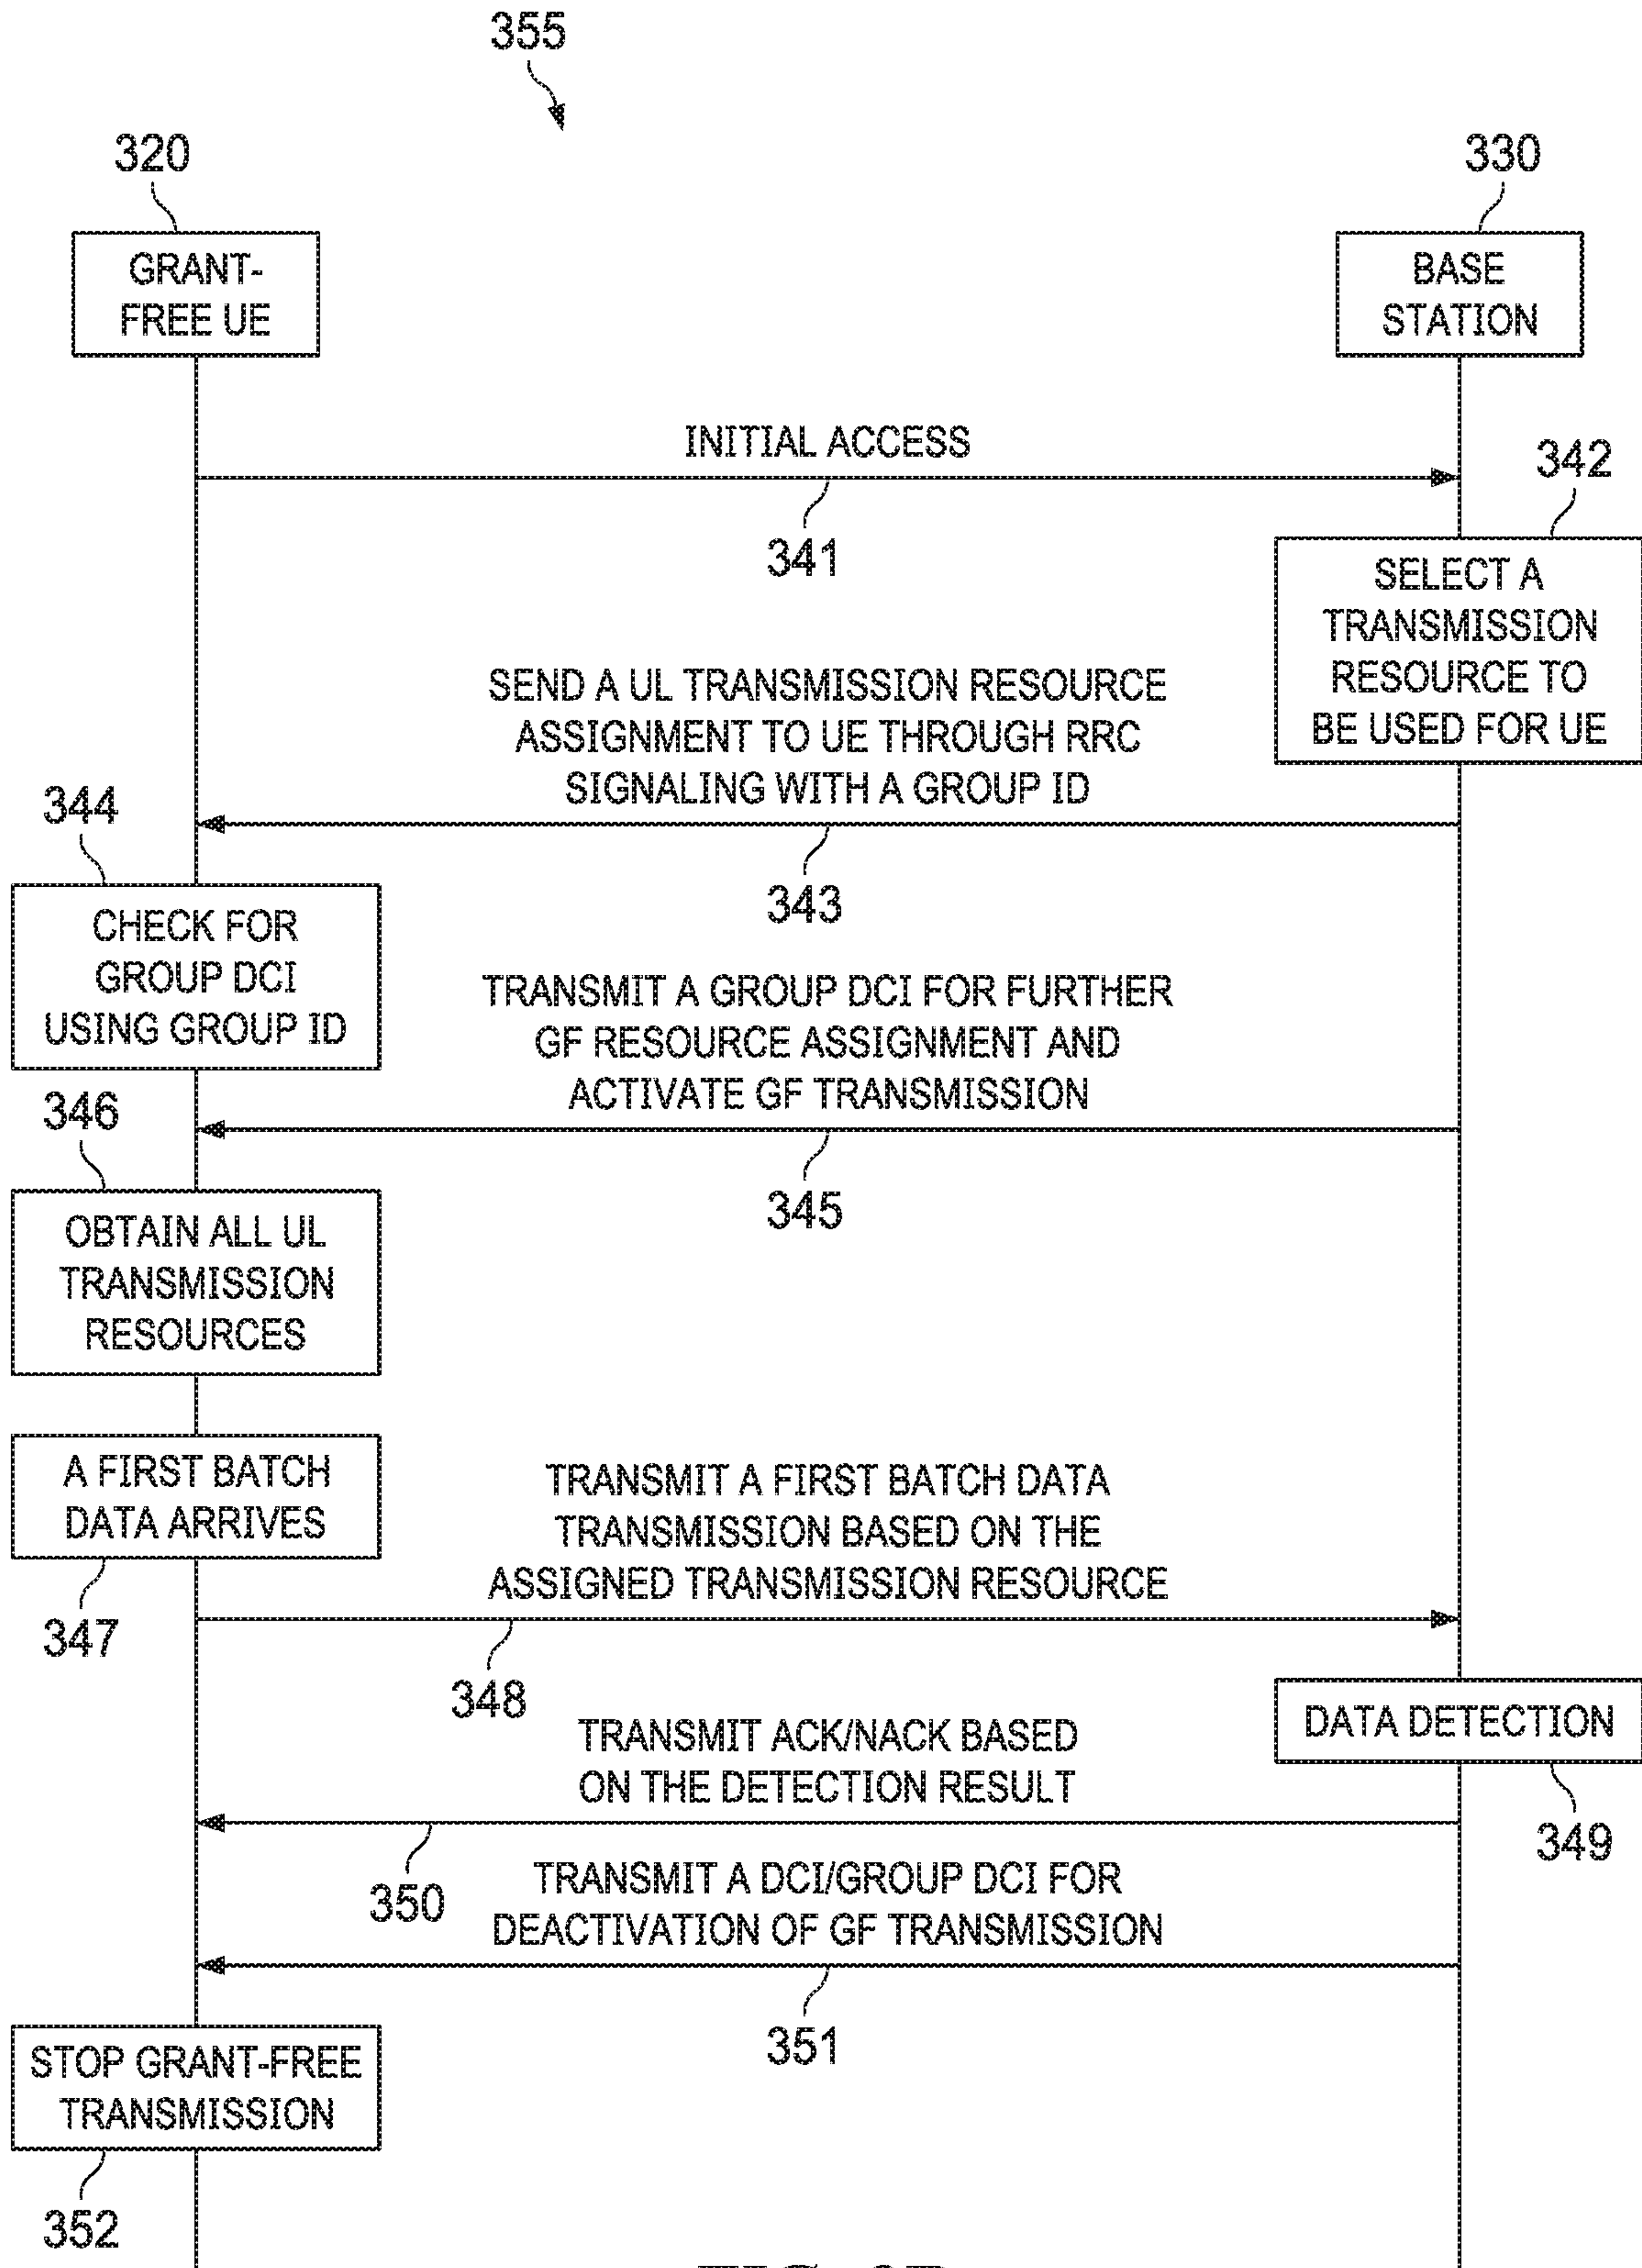 355
320
330
GRANT-
FREE UE
BASE
STATION
INITIAL ACCESS
341
342
SELECT A
TRANSMISSION
RESOURCE TO
BE USED FOR UE
SEND A UL TRANSMISSION RESOURCE
ASSIGNMENT TO UE THROUGH RRC
SIGNALING WITH A GROUP ID
343
344
CHECK FOR
GROUP DCI
USING GROUP ID
TRANSMIT A GROUP DCI FOR FURTHER
GF RESOURCE ASSIGNMENT AND
ACTIVATE GF TRANSMISSION
345
346
OBTAIN ALL UL
TRANSMISSION
RESOURCES
A FIRST BATCH
DATA ARRIVES
347
TRANSMIT A FIRST BATCH DATA
TRANSMISSION BASED ON THE
ASSIGNED TRANSMISSION RESOURCE
348
DATA DETECTION
349
TRANSMIT ACK/NACK BASED
ON THE DETECTION RESULT
350
TRANSMIT A DCI/GROUP DCI FOR
DEACTIVATION OF GF TRANSMISSION
351
STOP GRANT-FREE
TRANSMISSION
352